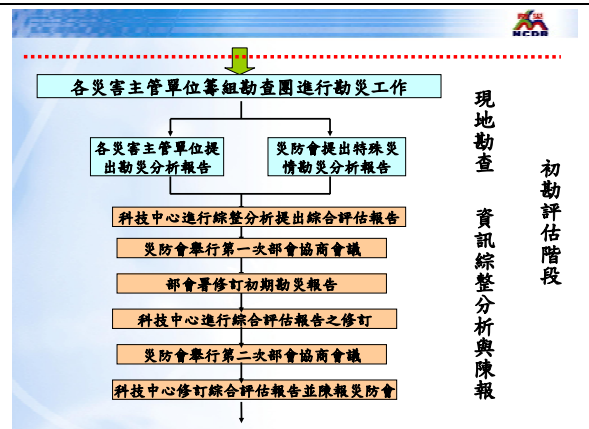 NCDR
各災害主管單位籌組勘查團進行勘災工作
各災害主管單位提
出勘災分析報告
災防會提出特殊災
情勘災分析報告
科技中心進行綜整分析提出綜合評估報告
災防會舉行第一次部會協商會議
部會署修訂初期勘災報告
科技中心進行綜合評估報告之修訂
災防會舉行第二次部會協商會議
科技中心修訂綜合評估報告並陳報災防會
現地勘查
資訊綜整分析與陳報
初勘評估階段